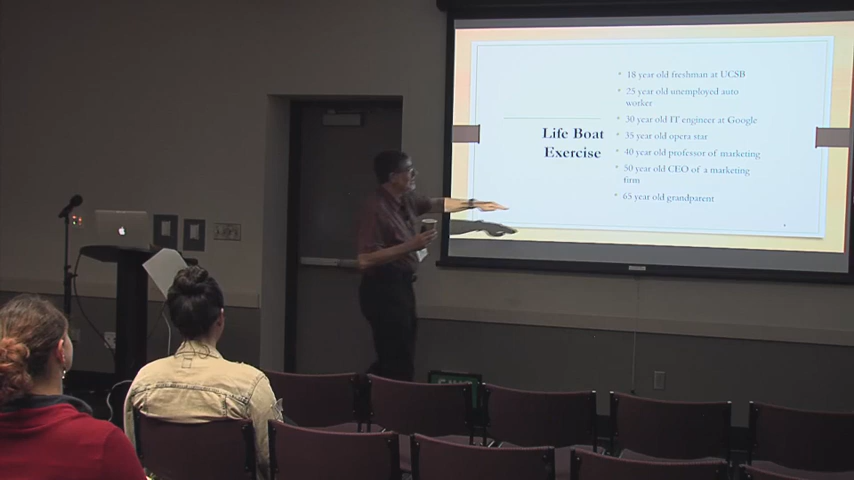 Life Boat
Exercise
• 18 year old freshman at UCSB
• 25 year old unemployed auto
worker
• 30 year old IT engineer at Google
• 35 year old opera star
• 40 year old professor of marketing
• 50 year old CEO of a marketing
firm
• 65 year old grandparent